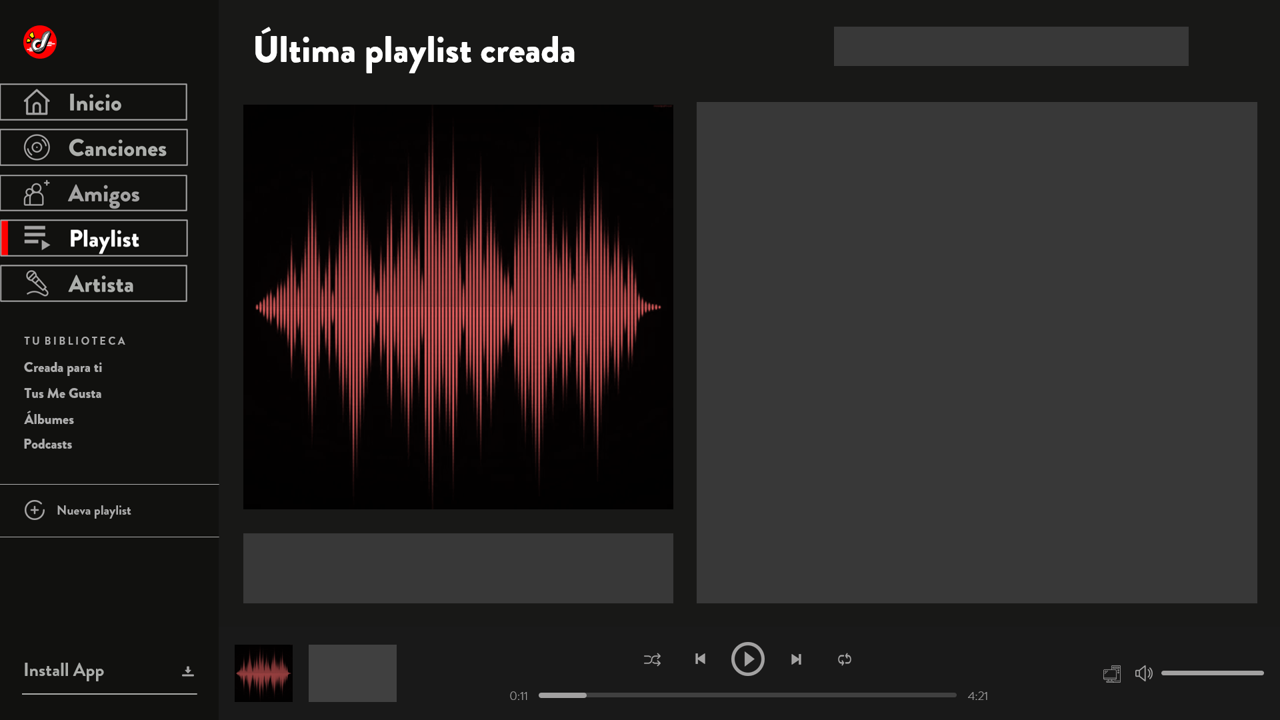 Última playlist creada
Inicio
Canciones
Amigos
Playlist
Artista
TU BIBLIOTECA
Creada para ti
Tus Me Gusta
Álbumes
Podcasts
Nueva playlist
Install App
0:11
4:21